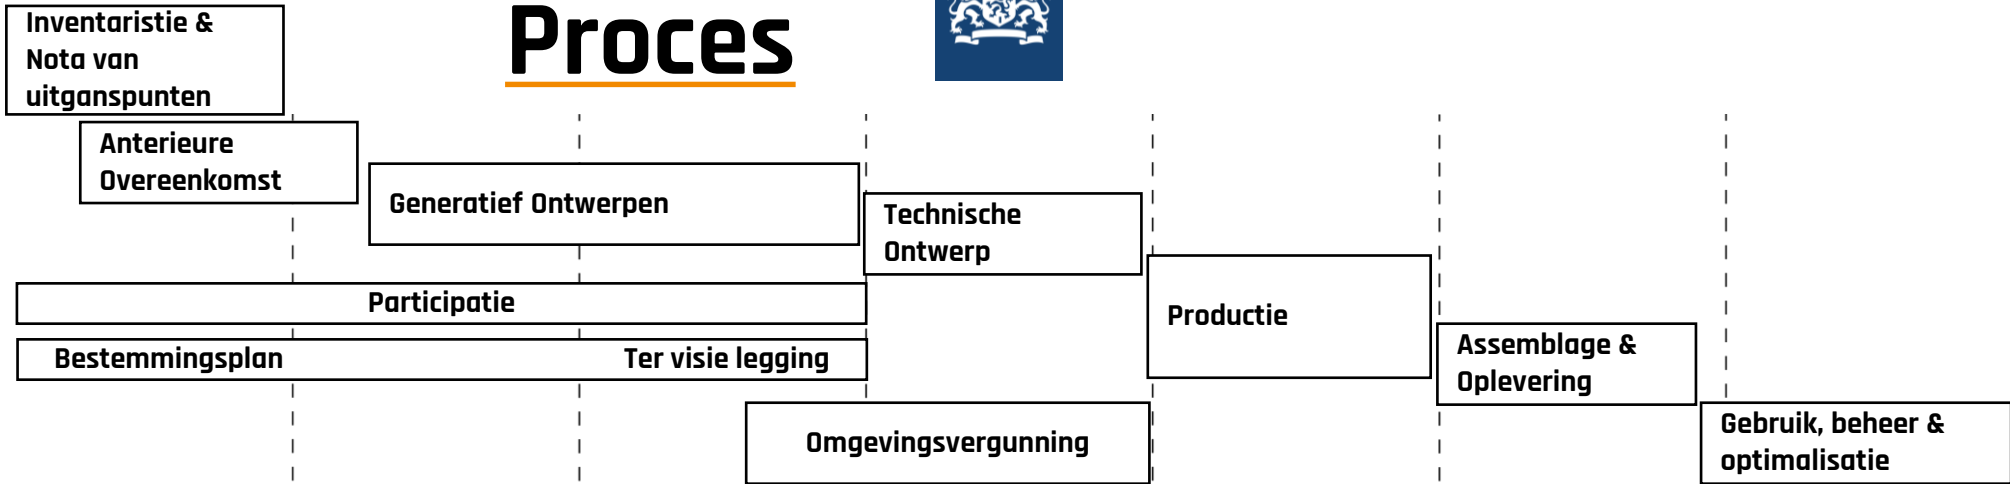 Inventaristie &
Nota van
uitganspunten
Proces
Anterieure
Overeenkomst
Generatief Ontwerpen
Technische
Ontwerp
Participatie
Productie
Bestemmingsplan Ter visie legging
Assemblage &
Oplevering
Omgevingsvergunning
Gebruik, beheer &
optimalisatie